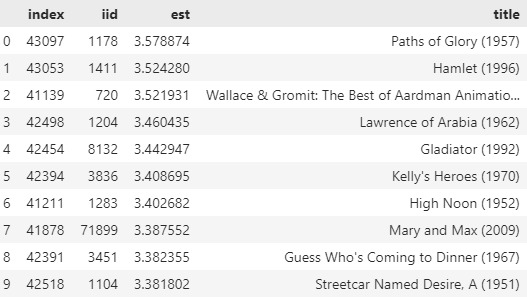 index iid est title
0 43097 1178 3.578874 Paths of Glory (1957)
1 43053 1411 3.524280 Hamlet (1996)
2 41139 720 3.521931 Wallace & Gromit: The Best of Aardman Animatio...
3 42498 1204 3.460435 Lawrence of Arabia (1962)
4 42454 8132 3.442947 Gladiator (1992)
5 42394 3836 3.408695 Kelly's Heroes (1970)
6 41211 1283 3.402682 High Noon (1952)
7 41878 71899 3.387552 Mary and Max (2009)
8 42391 3451 3.382355 Guess Who's Coming to Dinner (1967)
9 42518 1104 3.381802 Streetcar Named Desire, A (1951)